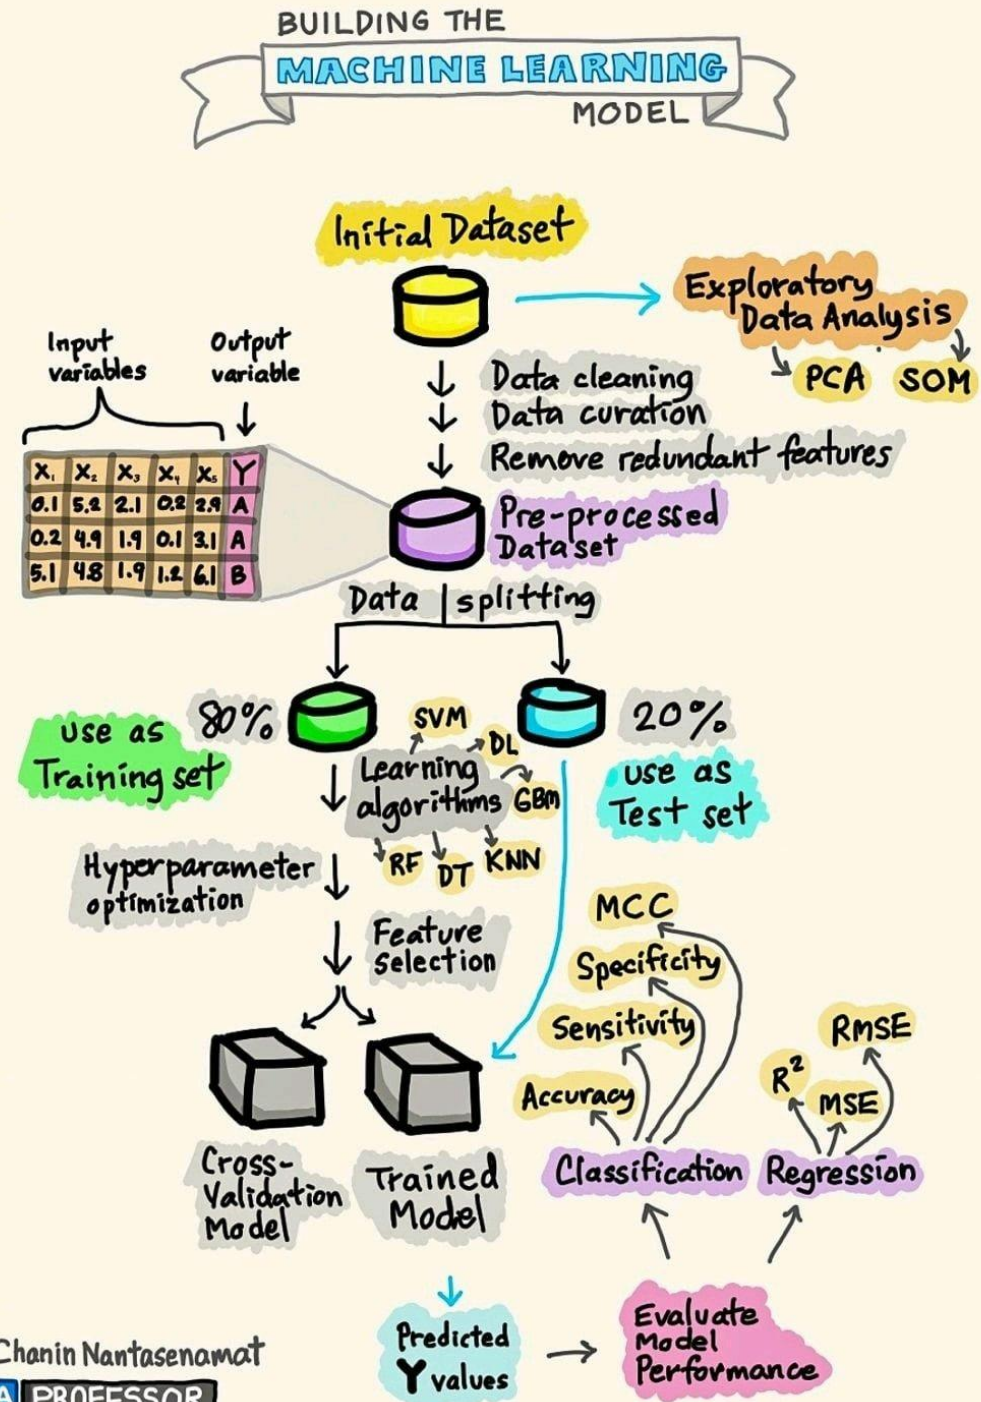 BUILDING THE
MACHINE LEARNING
MODEL
Initial Dataset
Exploratory
Data Analysis
PCA SOM
Input
variables
Output
variable
Data cleaning
Data curation
Remove redundant features
X₁ X₂ X₃ X₄ X₅ Y
0.1 5.2 2.1 0.2 2.9 A
0.2 4.9 1.9 0.1 3.1 A
5.1 4.8 1.9 1.2 6.1 B
Pre-processed
Dataset
Data splitting
80%
use as
Training set
SVM
DL
Learning
algorithms
GBM
RF
DT
KNN
20%
use as
Test set
Hyperparameter
optimization
Feature
Selection
Cross-
Validation
Model
Trained
Model
MCC
Specificity
Sensitivity
Accuracy
Classification
RMSE
R²
MSE
Regression
Predicted
Y values
Evaluate
Model
Performance
Chanin Nantasenamat
A PROFESSOR